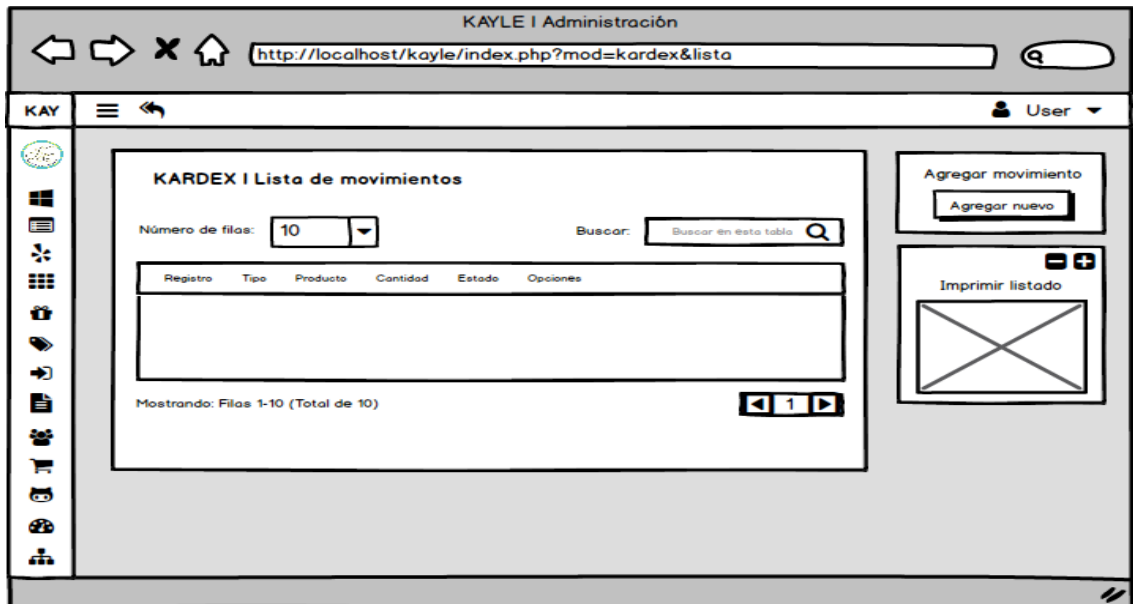 KAYLE | Administración
http://localhost/kayle/index.php?mod=kardex&lista
KAY
User
KARDEX | Lista de movimientos
Número de filas: 10
Buscar: Buscar en esta tabla
Registro Tipo Producto Cantidad Estado Opciones
Mostrando: Filas 1-10 (Total de 10)
1
Agregar movimiento
Agregar nuevo
Imprimir listado